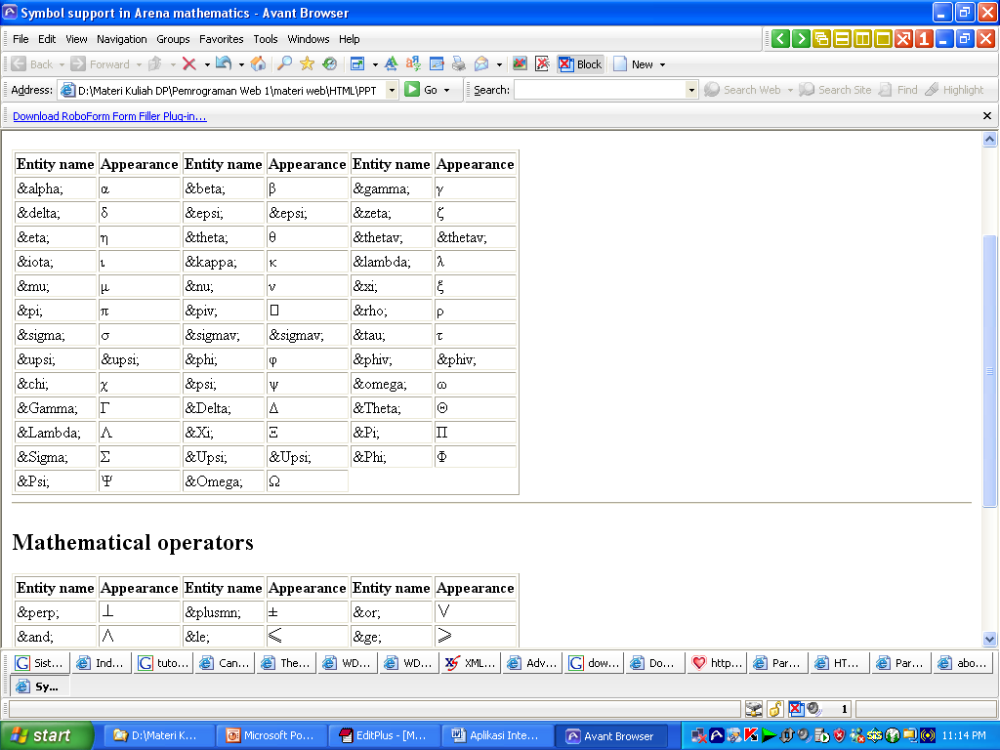 Symbol support in Arena mathematics - Avant Browser
File Edit View Navigation Groups Favorites Tools Windows Help
Back Forward Block New
Address: D:\Materi Kuliah DP\Pemrograman Web 1\materi web\HTML\PPT Go Search: Search Web Search Site Find Highlight
Download RoboForm Form Filler Plug-in...
Entity name Appearance Entity name Appearance Entity name Appearance
&alpha; α &beta; β &gamma; γ
&delta; δ &epsi; &epsi; &zeta; ζ
&eta; η &theta; θ &thetav; &thetav;
&iota; ι &kappa; κ &lambda; λ
&mu; μ &nu; ν &xi; ξ
&pi; π &piv; □ &rho; ρ
&sigma; σ &sigmav; &sigmav; &tau; τ
&upsi; &upsi; &phi; φ &phiv; &phiv;
&chi; χ &psi; ψ &omega; ω
&Gamma; Γ &Delta; Δ &Theta; Θ
&Lambda; Λ &Xi; Ξ &Pi; Π
&Sigma; Σ &Upsi; &Upsi; &Phi; Φ
&Psi; Ψ &Omega; Ω
Mathematical operators
Entity name Appearance Entity name Appearance Entity name Appearance
&perp; ⊥ &plusmn; ± &or; ∨
&and; ∧ &le; ⩽ &ge; ⩾
Sist... Ind... tuto... Can... The... WD... WD... XML... Adv... dow... Do... http... Par... HT... Par... abo...
Sy...
1
start D:\Materi K... Microsoft Po... EditPlus - [M... Aplikasi Inte... Avant Browser 11:14 PM